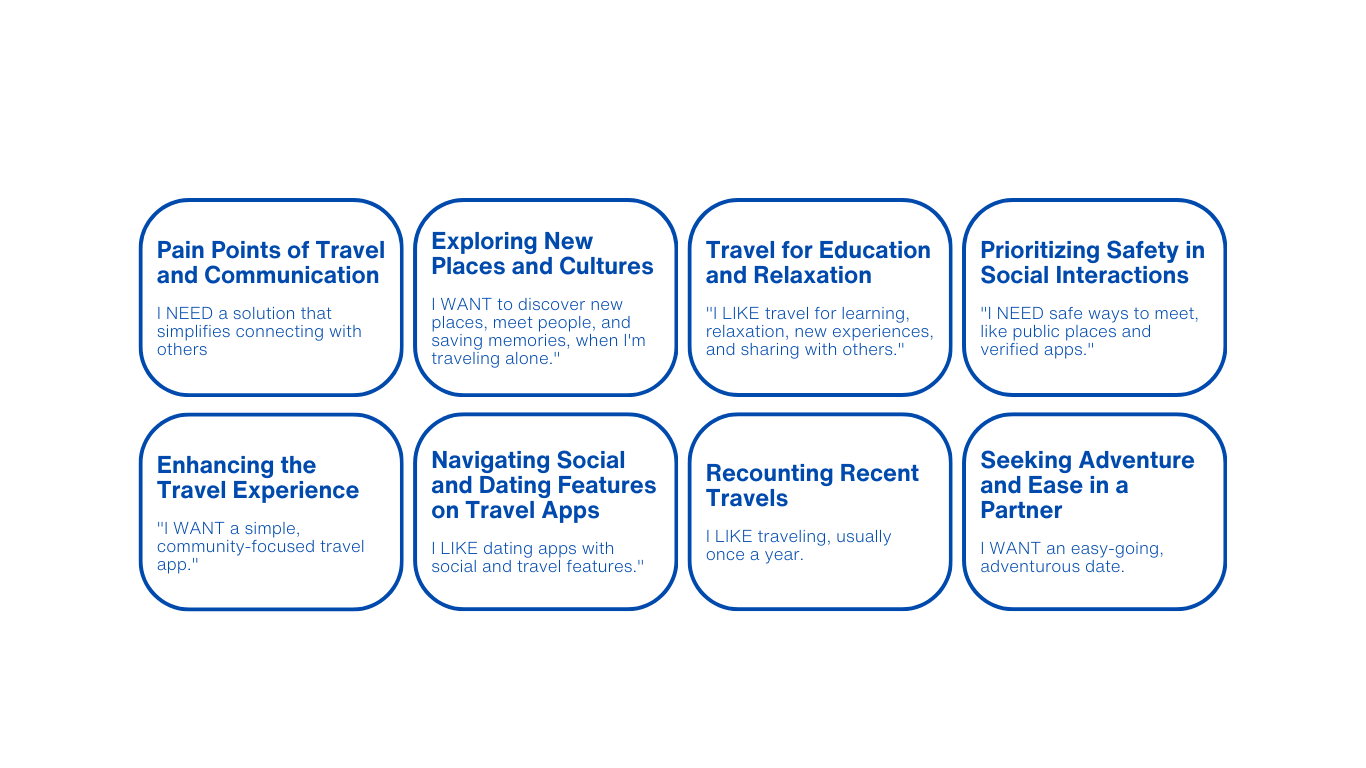 Pain Points of Travel
and Communication
I NEED a solution that
simplifies connecting with
others
Exploring New
Places and Cultures
I WANT to discover new
places, meet people, and
saving memories, when I'm
traveling alone."
Travel for Education
and Relaxation
"I LIKE travel for learning,
relaxation, new experiences,
and sharing with others."
Prioritizing Safety in
Social Interactions
"I NEED safe ways to meet,
like public places and
verified apps."
Enhancing the
Travel Experience
"I WANT a simple,
community-focused travel
app."
Navigating Social
and Dating Features
on Travel Apps
I LIKE dating apps with
social and travel features."
Recounting Recent
Travels
I LIKE traveling, usually
once a year.
Seeking Adventure
and Ease in a
Partner
I WANT an easy-going,
adventurous date.